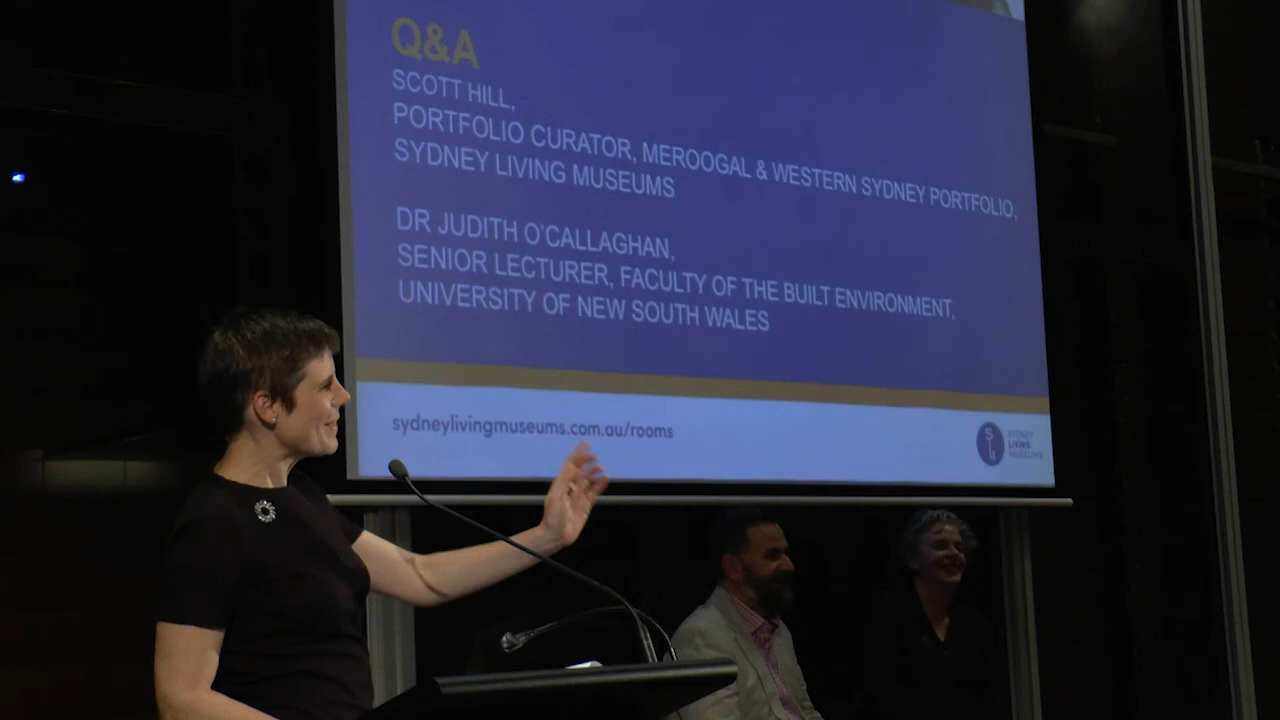 Q&A
SCOTT HILL,
PORTFOLIO CURATOR, MEROOGAL & WESTERN SYDNEY PORTFOLIO,
SYDNEY LIVING MUSEUMS
DR JUDITH O'CALLAGHAN,
SENIOR LECTURER, FACULTY OF THE BUILT ENVIRONMENT,
UNIVERSITY OF NEW SOUTH WALES
sydneylivingmuseums.com.au/rooms
SYDNEY
LIVING
MUSEUMS